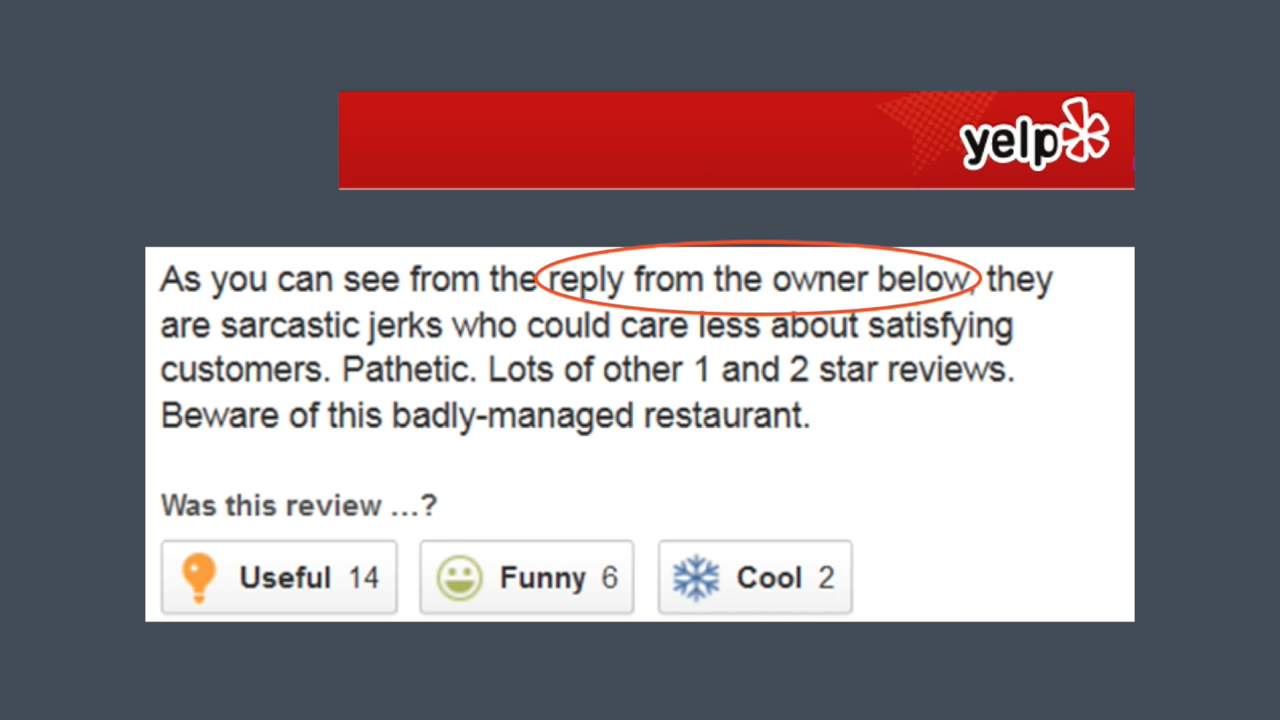 yelp
As you can see from the reply from the owner below, they
are sarcastic jerks who could care less about satisfying
customers. Pathetic. Lots of other 1 and 2 star reviews.
Beware of this badly-managed restaurant.
Was this review ...?
Useful 14 Funny 6 Cool 2